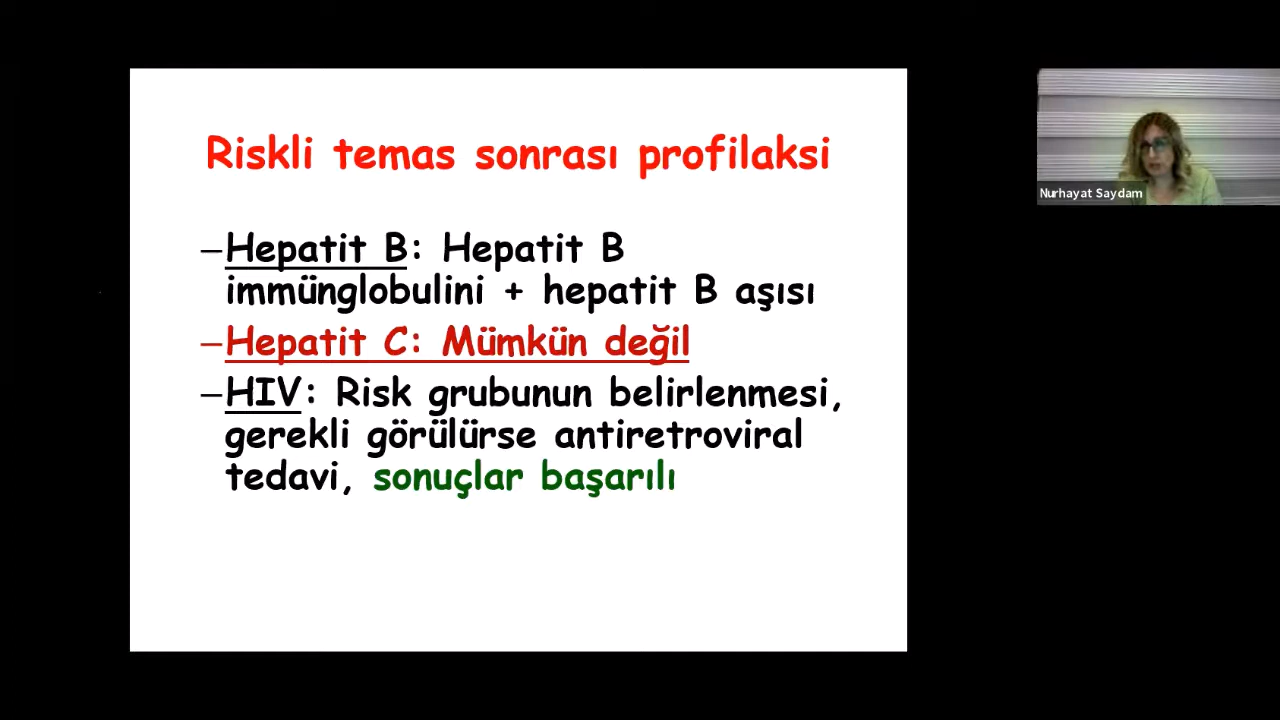 Riskli temas sonrası profilaksi
–Hepatit B: Hepatit B
immünglobulini + hepatit B aşısı
–Hepatit C: Mümkün değil
–HIV: Risk grubunun belirlenmesi,
gerekli görülürse antiretroviral
tedavi, sonuçlar başarılı
Nurhayat Saydam